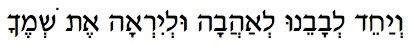 וְיַחֵד לְבָבֵנוּ לְאַהֲבָה וּלְיִרְאָה אֶת שְׁמֶךָ